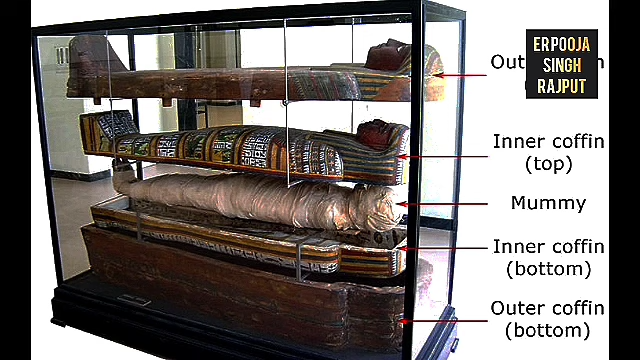 ERPOOJA
SINGH
RAJPUT
Inner coffin
(top)
Mummy
Inner coffin
(bottom)
Outer coffin
(bottom)